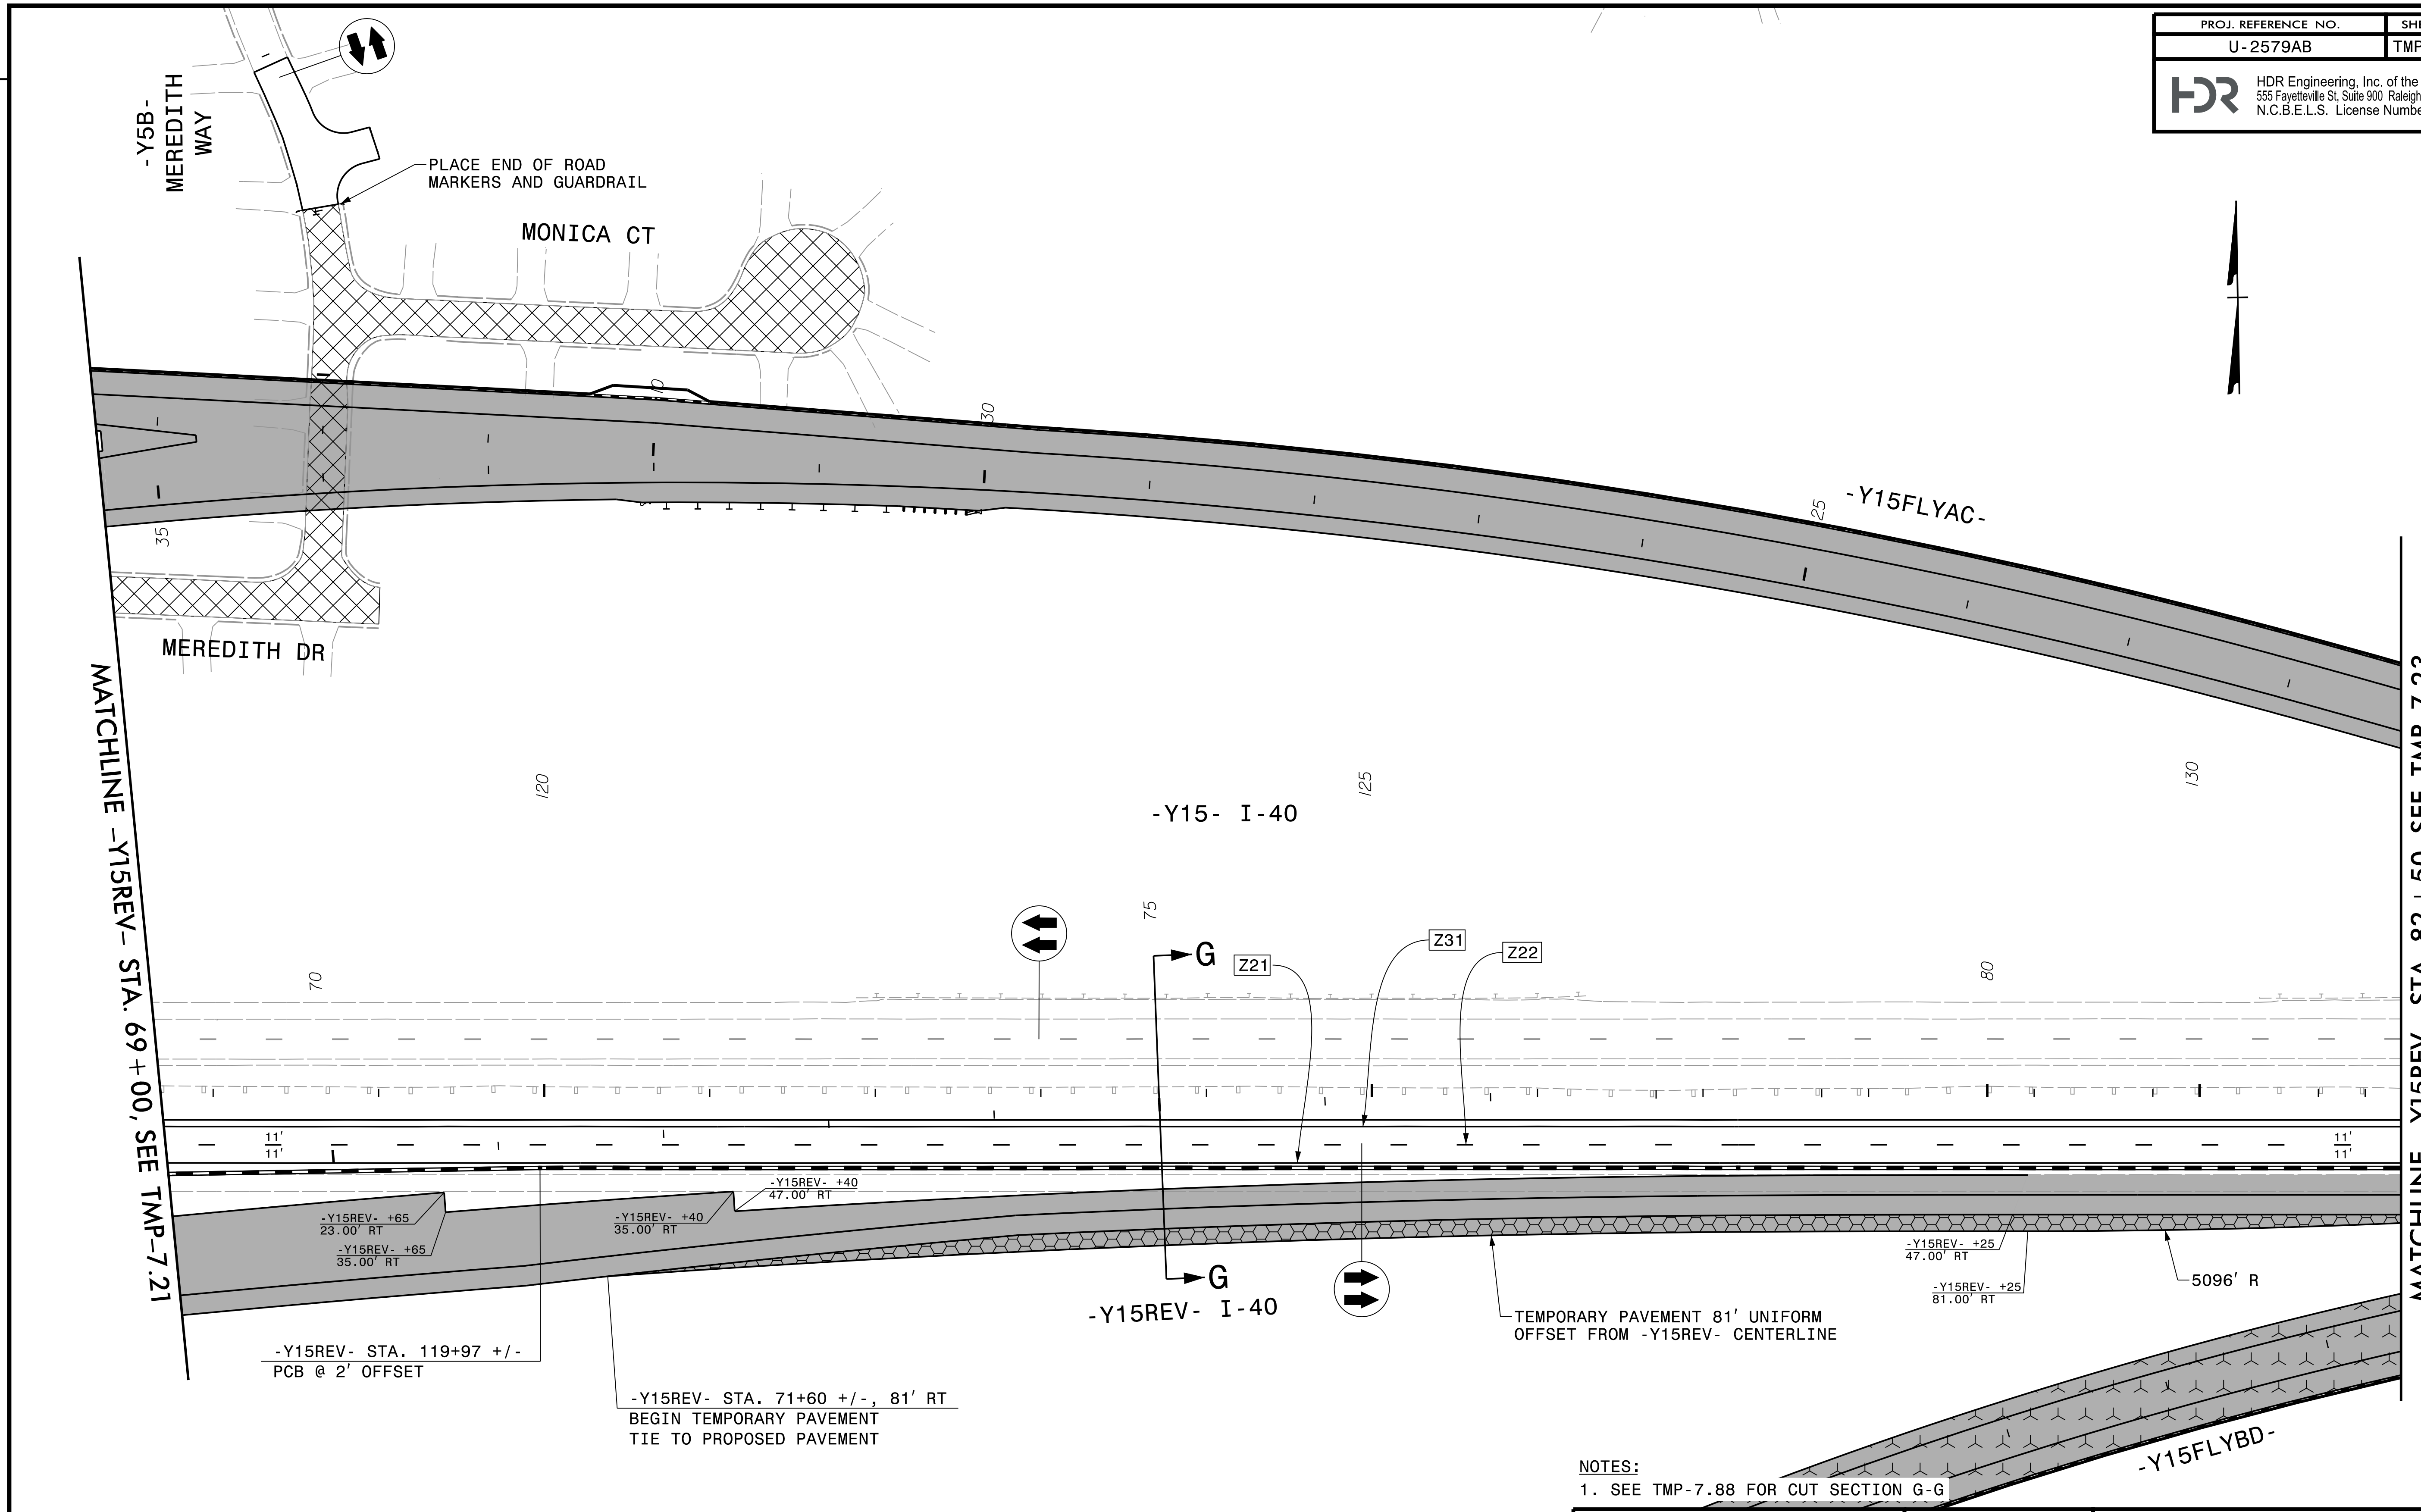 PROJ. REFERENCE NO.
U-2579AB
HDR
HDR Engineering, Inc. of the
555 Fayetteville St, Suite 900 Raleigh
N.C.B.E.L.S. License
-Y5B-
MEREDITH
WAY
PLACE END OF ROAD
MARKERS AND GUARDRAIL
MONICA CT
10
30
25
-Y15FLYAC-
35
MEREDITH DR
MATCHLINE -Y15REV- STA. 69+00, SEE TMP-7.21
120
125
130
-Y15- I-40
70
75
80
G
Z21
Z31
Z22
11'
11'
11'
11'
-Y15REV- +65
23.00' RT
-Y15REV- +65
35.00' RT
-Y15REV- +40
35.00' RT
-Y15REV- +40
47.00' RT
G
-Y15REV- I-40
-Y15REV- +25
47.00' RT
-Y15REV- +25
81.00' RT
5096' R
TEMPORARY PAVEMENT 81' UNIFORM
OFFSET FROM -Y15REV- CENTERLINE
-Y15REV- STA. 119+97 +/-
PCB @ 2' OFFSET
-Y15REV- STA. 71+60 +/-, 81' RT
BEGIN TEMPORARY PAVEMENT
TIE TO PROPOSED PAVEMENT
-Y15FLYBD-
NOTES:
1. SEE TMP-7.88 FOR CUT SECTION G-G